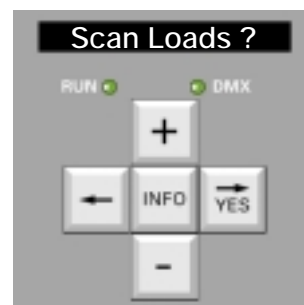 Scan Loads ?
RUN DMX
+
← INFO → YES
-